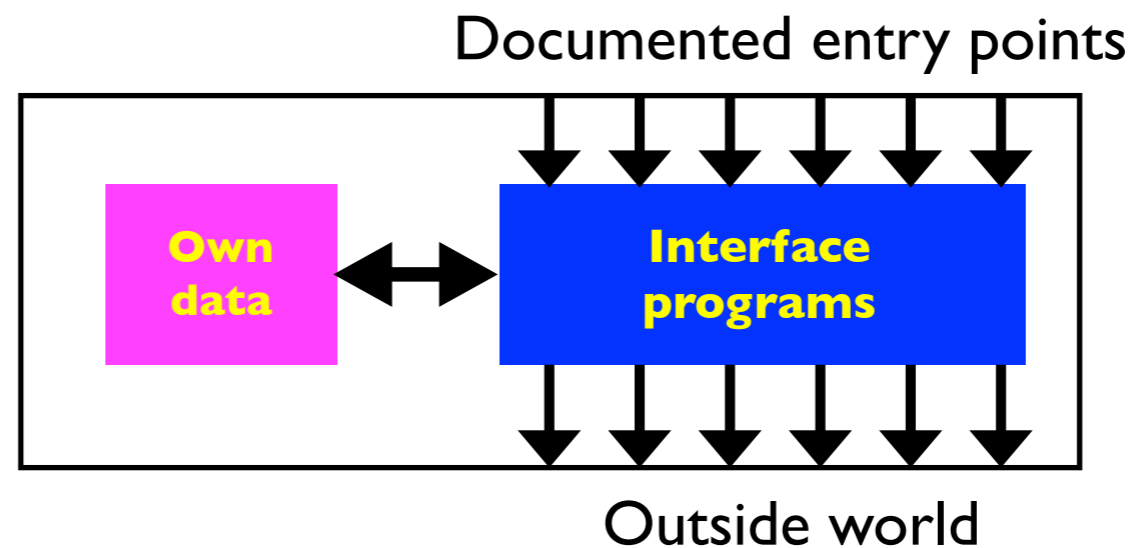 Documented entry points
Own
data
Interface
programs
Outside world